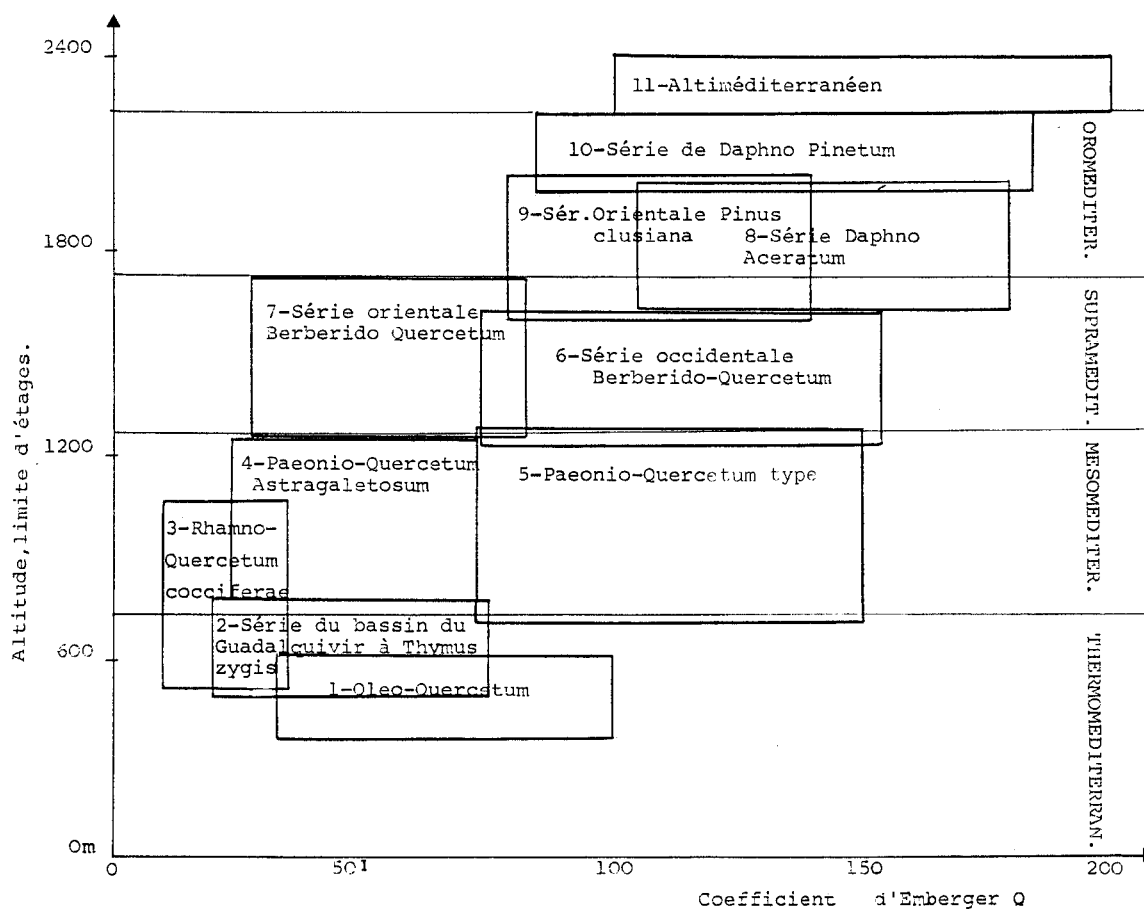 2400
11-Altiméditerranéen
10-Série de Daphno Pinetum
OROMEDITER.
9-Sér.Orientale Pinus
clusiana
8-Série Daphno
Aceratum
1800
7-Série orientale
Berberido Quercetum
6-Série occidentale
Berberido-Quercetum
SUPRAMEDIT.
Altitude,limite d'étages.
1200
4-Paeonio-Quercetum
Astragaletosum
5-Paeonio-Quercetum type
MESOMEDITER.
3-Rhamno-
Quercetum
cocciferae
2-Série du bassin du
Guadalquivir à Thymus
zygis
600
1-Oleo-Quercetum
THERMOMEDITERRAN.
Om
0 50 100 150 200
Coefficient d'Emberger Q